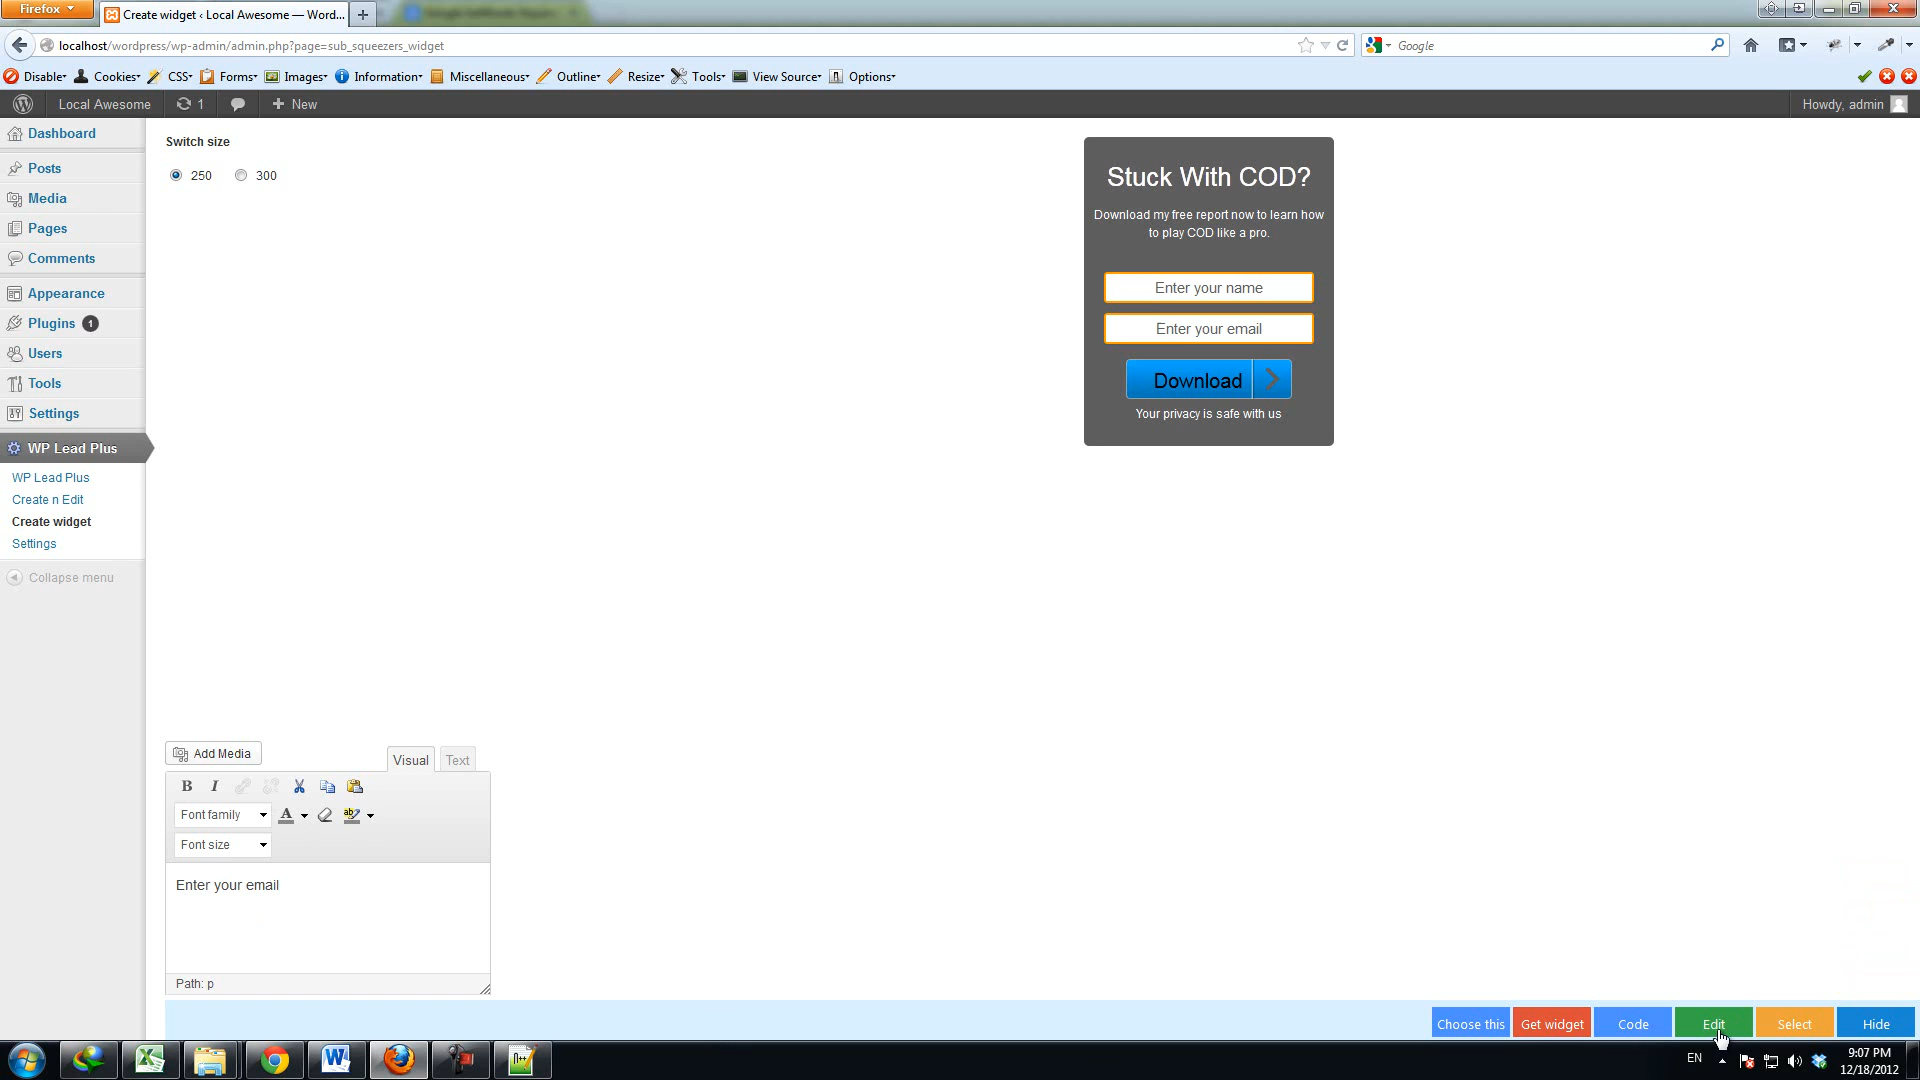 Firefox
Create widget ‹ Local Awesome — Word...
localhost/wordpress/wp-admin/admin.php?page=sub_squeezers_widget
Google
Disable
Cookies
CSS
Forms
Images
Information
Miscellaneous
Outline
Resize
Tools
View Source
Options
Local Awesome
1
New
Howdy, admin
Dashboard
Posts
Media
Pages
Comments
Appearance
Plugins 1
Users
Tools
Settings
WP Lead Plus
WP Lead Plus
Create n Edit
Create widget
Settings
Collapse menu
Switch size
250
300
Stuck With COD?
Download my free report now to learn how
to play COD like a pro.
Enter your name
Enter your email
Download
Your privacy is safe with us
Add Media
Visual
Text
B
I
Font family
A
ab
Font size
Enter your email
Path: p
Choose this
Get widget
Code
Edit
Select
Hide
EN
9:07 PM
12/18/2012